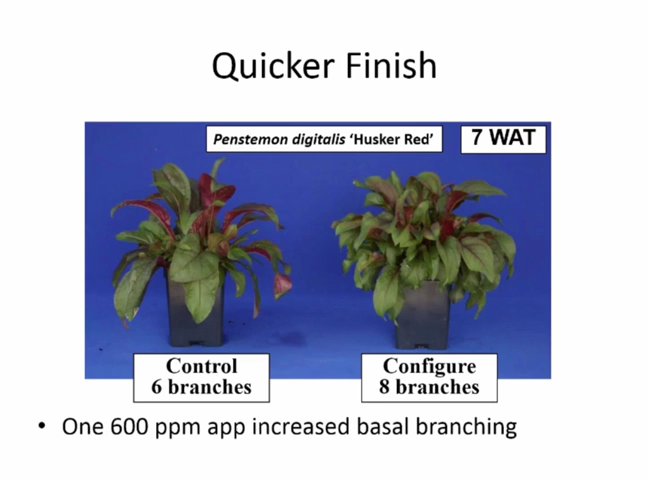 Quicker Finish
Penstemon digitalis ‘Husker Red’
7 WAT
Control
6 branches
Configure
8 branches
• One 600 ppm app increased basal branching